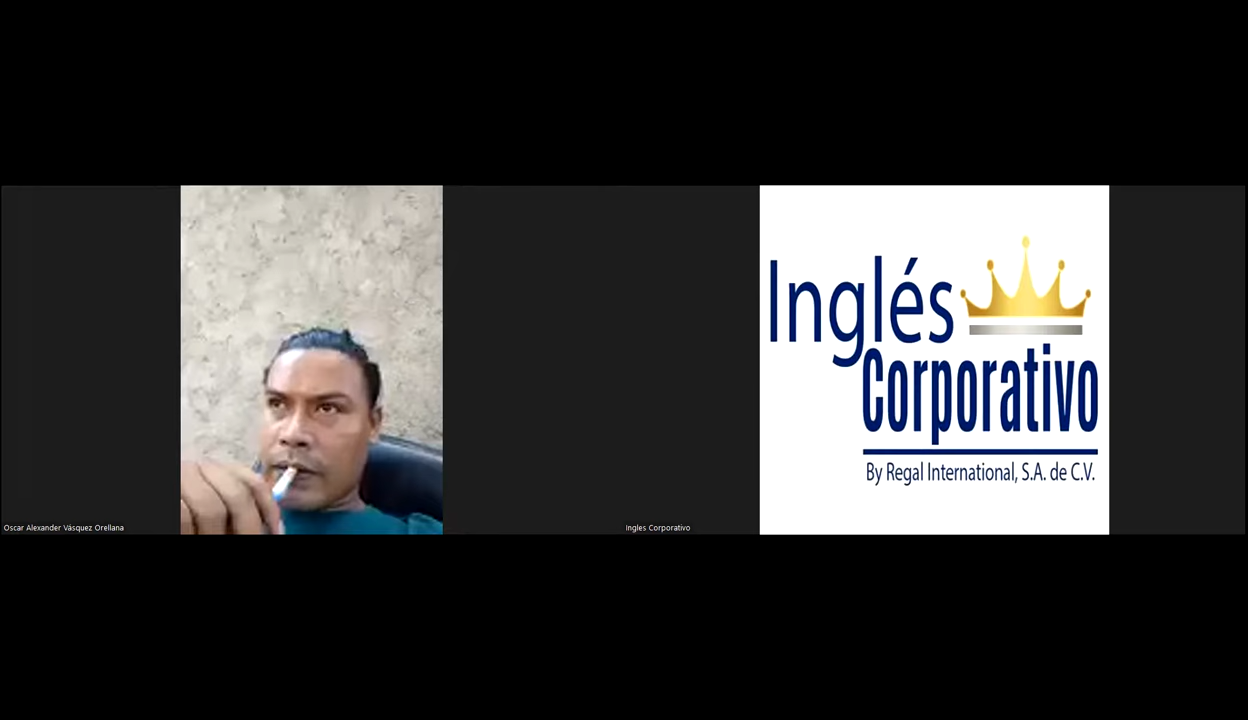 Inglés
Corporativo
By Regal International, S.A. de C.V.
Oscar Alexander Vásquez Orellana
Ingles Corporativo